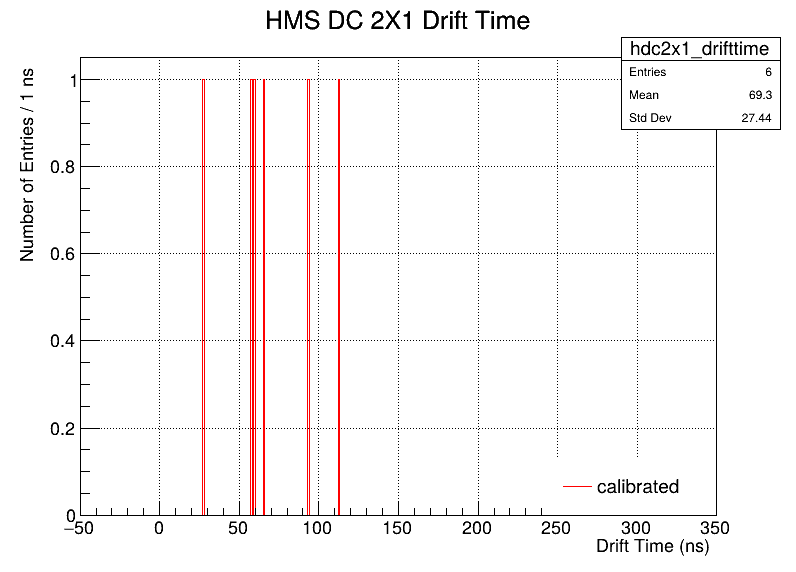 HMS DC 2X1 Drift Time
hdc2x1_drifttime
Entries 6
Mean 69.3
Std Dev 27.44
Number of Entries / 1 ns
1
0.8
0.6
0.4
0.2
0
−50 0 50 100 150 200 250 300 350
Drift Time (ns)
calibrated